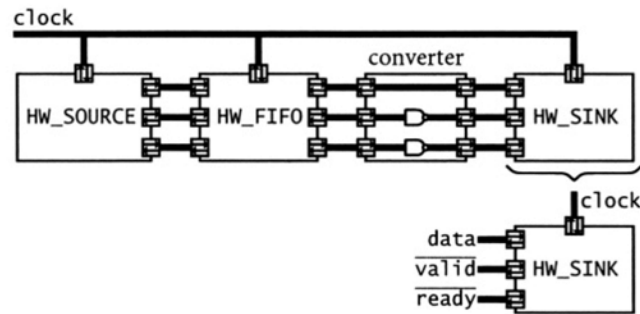 clock
converter
HW_SOURCE
HW_FIFO
HW_SINK
clock
data
valid
HW_SINK
ready